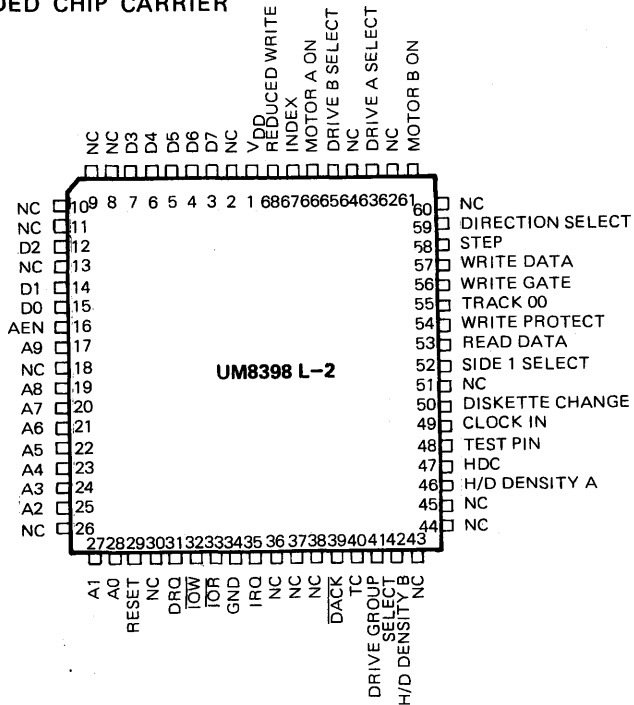 DED CHIP CARRIER
NC
NC
D3
D4
D5
D6
D7
NC
VDD
REDUCED WRITE
INDEX
MOTOR A ON
DRIVE B SELECT
NC
DRIVE A SELECT
NC
MOTOR B ON
9 8 7 6 5 4 3 2 1 68 67 66 65 64 63 62 61
NC 10
NC 11
D2 12
NC 13
D1 14
D0 15
AEN 16
A9 17
NC 18
A8 19
A7 20
A6 21
A5 22
A4 23
A3 24
A2 25
NC 26
UM8398 L-2
60 NC
59 DIRECTION SELECT
58 STEP
57 WRITE DATA
56 WRITE GATE
55 TRACK 00
54 WRITE PROTECT
53 READ DATA
52 SIDE 1 SELECT
51 NC
50 DISKETTE CHANGE
49 CLOCK IN
48 TEST PIN
47 HDC
46 H/D DENSITY A
45 NC
44 NC
27 28 29 30 31 32 33 34 35 36 37 38 39 40 41 42 43
A1
A0
RESET
NC
DRQ
IOW
IOR
GND
IRQ
NC
NC
NC
DACK
TC
DRIVE GROUP
SELECT
H/D DENSITY B
NC